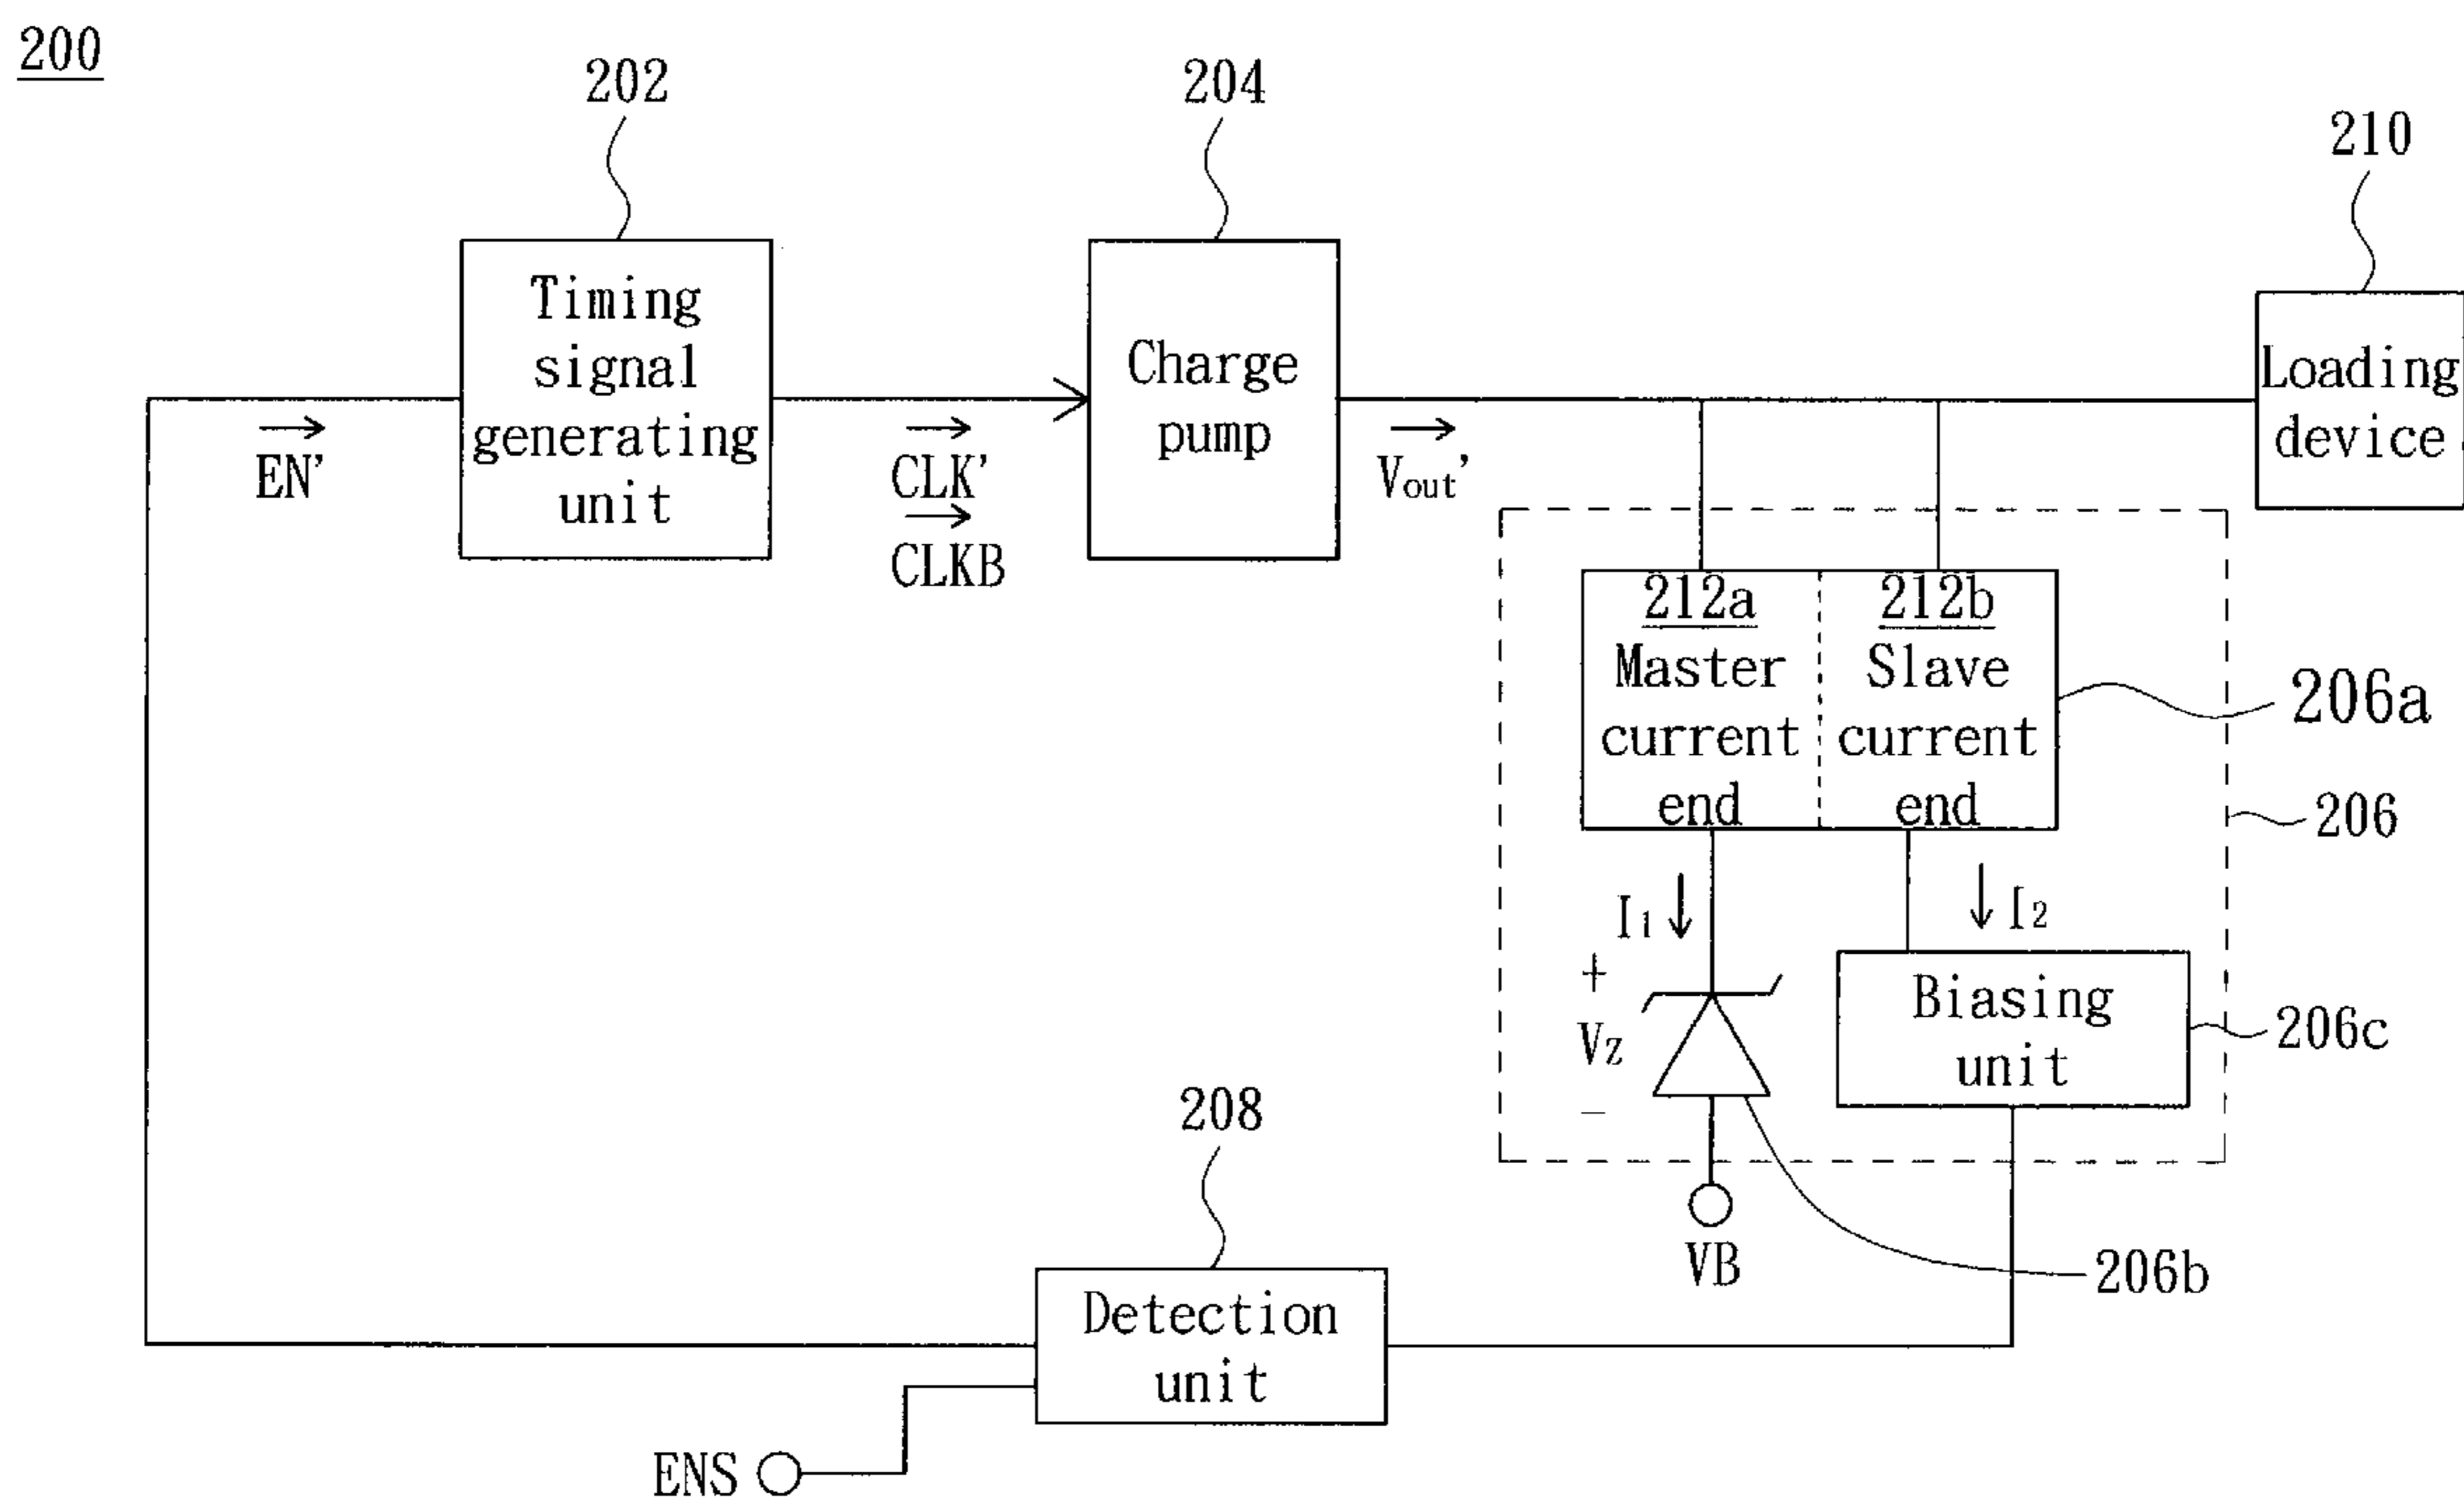 200
202
204
210
Timing
signal
generating
unit
Charge
pump
Loading
device
EN'
CLK'
CLKB
Vout'
212a
Master
current
end
212b
Slave
current
end
206a
206
I1
I2
+
VZ
−
Biasing
unit
206c
VB
206b
208
Detection
unit
ENS